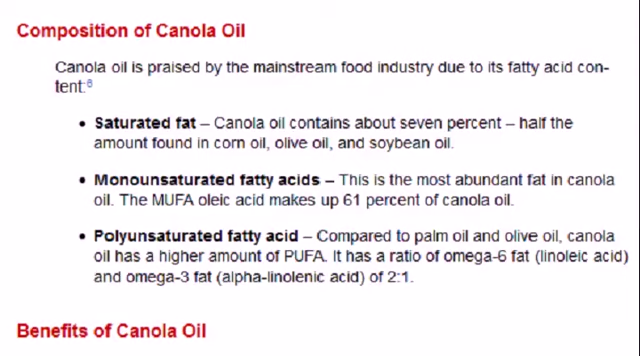 Composition of Canola Oil
Canola oil is praised by the mainstream food industry due to its fatty acid con-
tent:6
• Saturated fat – Canola oil contains about seven percent – half the
amount found in corn oil, olive oil, and soybean oil.
• Monounsaturated fatty acids – This is the most abundant fat in canola
oil. The MUFA oleic acid makes up 61 percent of canola oil.
• Polyunsaturated fatty acid – Compared to palm oil and olive oil, canola
oil has a higher amount of PUFA. It has a ratio of omega-6 fat (linoleic acid)
and omega-3 fat (alpha-linolenic acid) of 2:1.
Benefits of Canola Oil